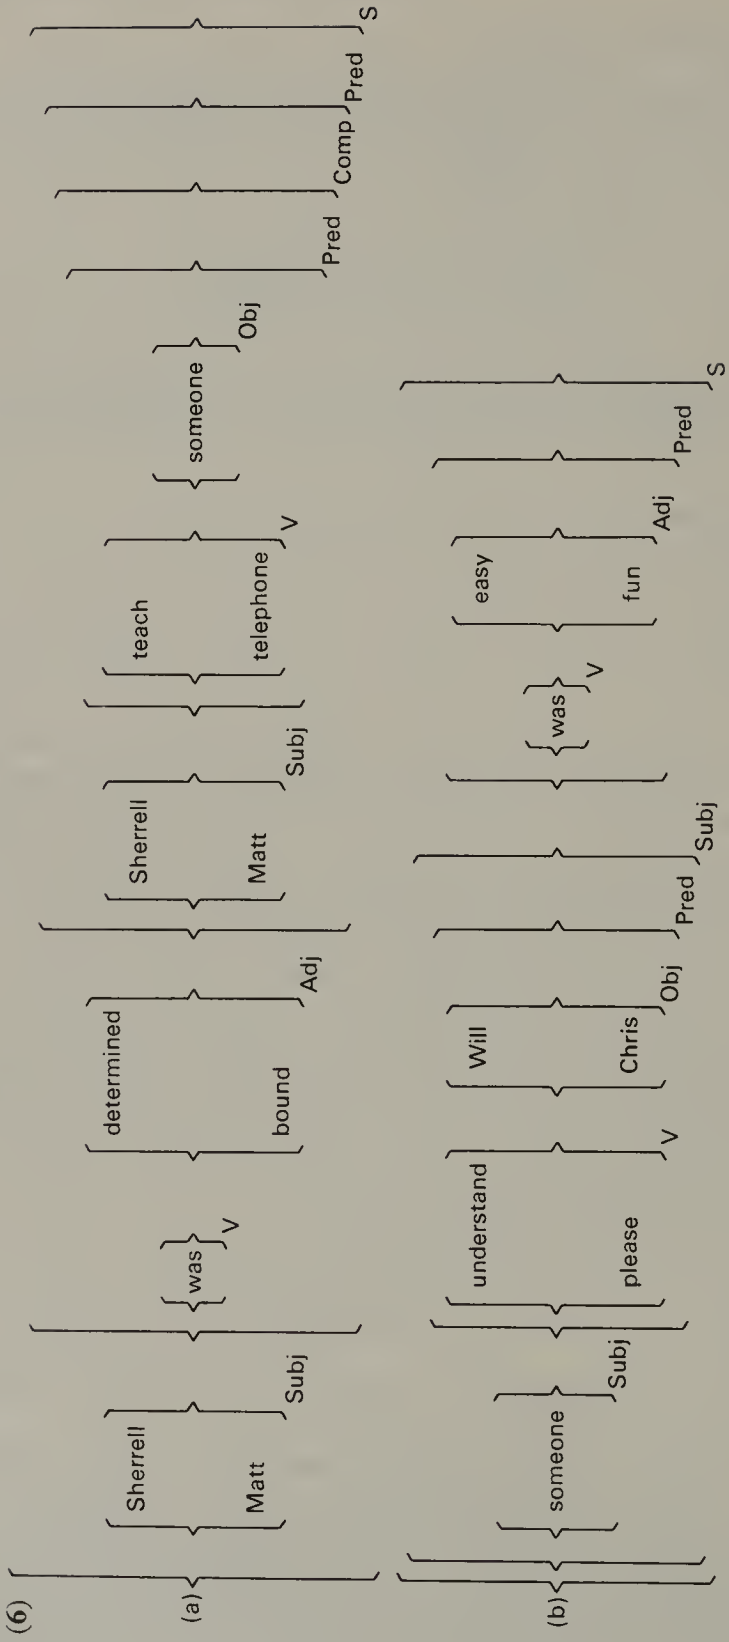 (6)
(a)
Sherrell
Matt
Subj
was
V
determined
bound
Adj
Sherrell
Matt
Subj
teach
telephone
V
someone
Obj
Pred
Comp
Pred
S
(b)
someone
Subj
understand
please
V
Will
Chris
Obj
Pred
Subj
was
V
easy
fun
Adj
Pred
S